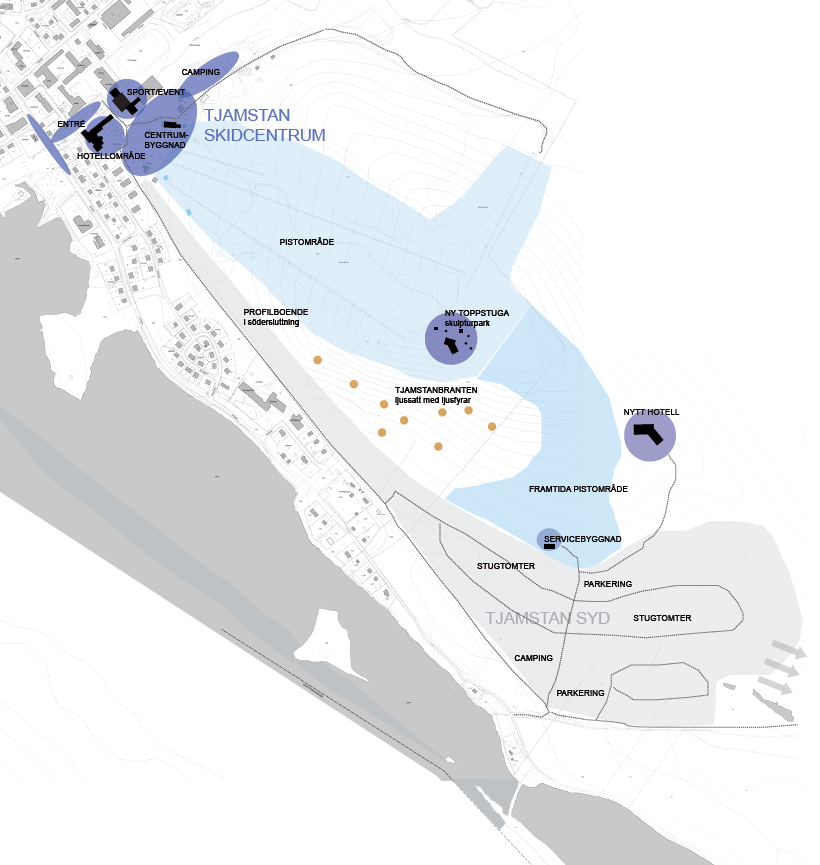 CAMPING
SPORT/EVENT
TJAMSTAN
SKIDCENTRUM
ENTRÉ
CENTRUM-
BYGGNAD
HOTELLOMRÅDE
PISTOMRÅDE
PROFILBOENDE
i södersluttning
NY TOPPSTUGA
skulpturpark
TJAMSTANBRANTEN
ljussatt med ljusfyrar
NYTT HOTELL
FRAMTIDA PISTOMRÅDE
SERVICEBYGGNAD
STUGTOMTER
PARKERING
TJAMSTAN SYD
STUGTOMTER
CAMPING
PARKERING